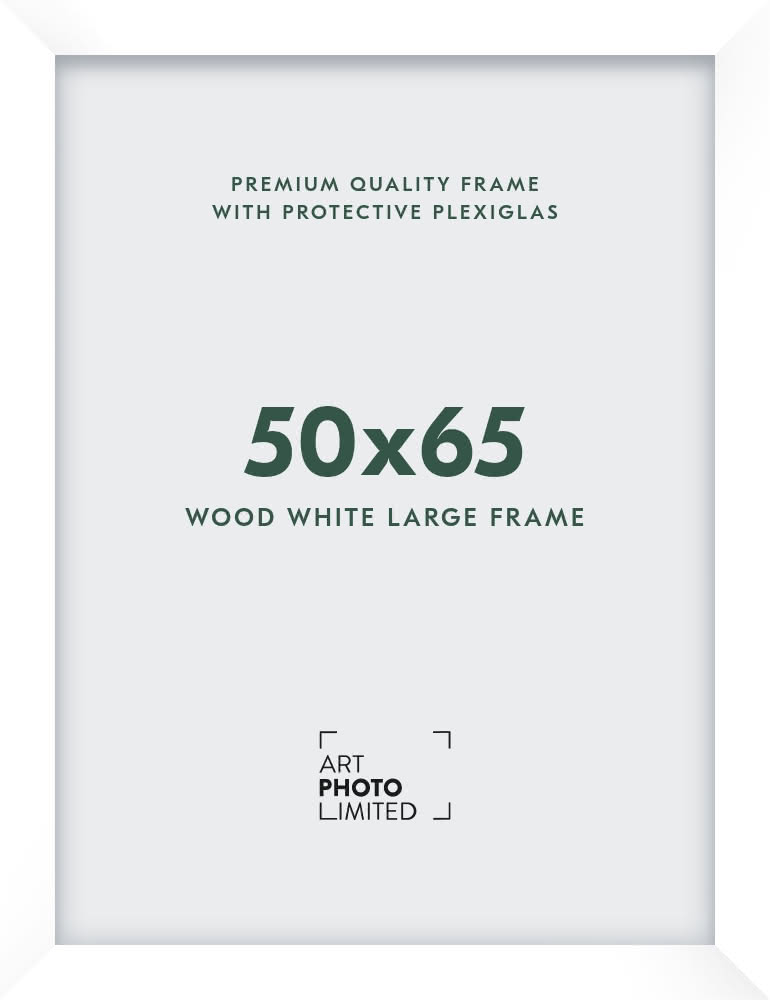 PREMIUM QUALITY FRAME
WITH PROTECTIVE PLEXIGLAS
50x65
WOOD WHITE LARGE FRAME
ART
PHOTO
LIMITED